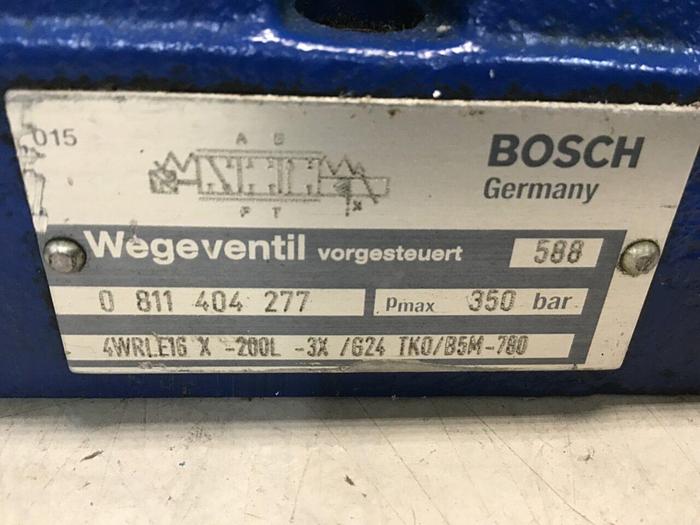 015
A B
BOSCH
Germany
P T
x
Wegeventil vorgesteuert 588
0 811 404 277 pmax 350 bar
4WRLE16 X -200L -3X /G24 TK0/B5M-780